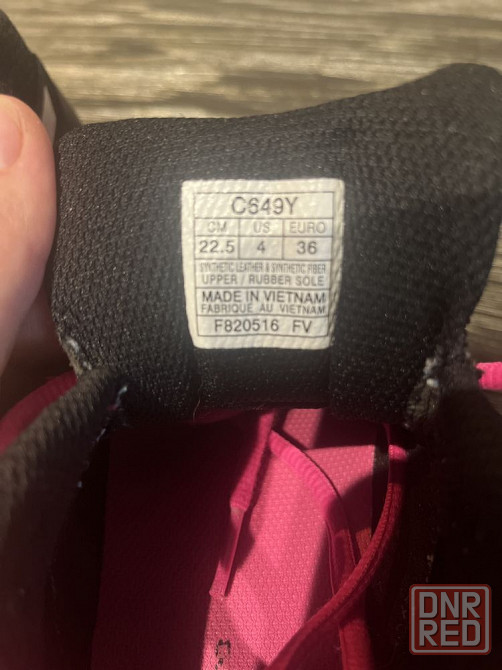 C649Y
CM US EURO
22.5 4 36
SYNTHETIC LEATHER & SYNTHETIC FIBER
UPPER / RUBBER SOLE
MADE IN VIETNAM
FABRIQUE AU VIETNAM
F820516 FV
DNR
RED